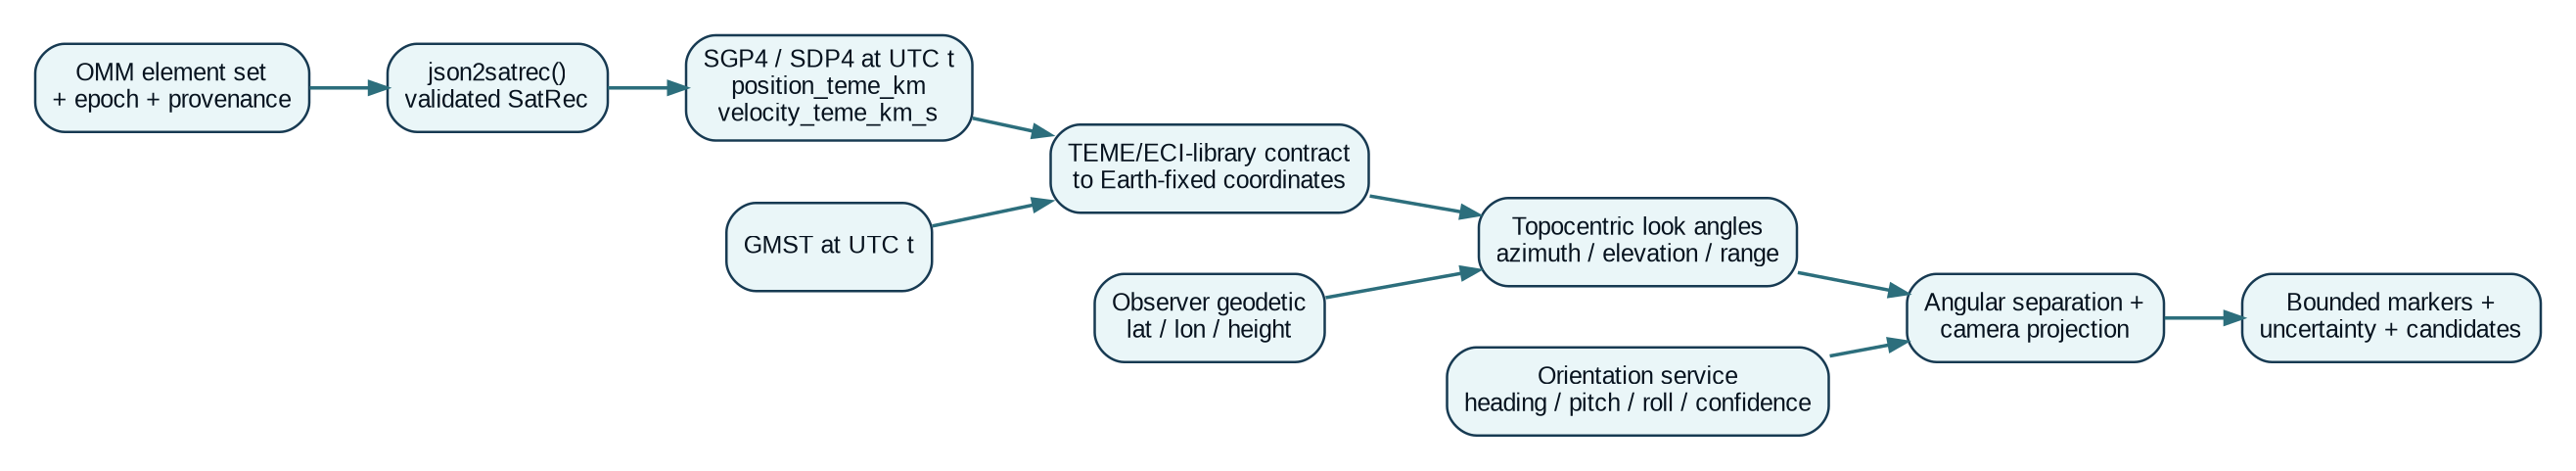 OMM element set
+ epoch + provenance
json2satrec()
validated SatRec
SGP4 / SDP4 at UTC t
position_teme_km
velocity_teme_km_s
GMST at UTC t
TEME/ECI-library contract
to Earth-fixed coordinates
Observer geodetic
lat / lon / height
Topocentric look angles
azimuth / elevation / range
Orientation service
heading / pitch / roll / confidence
Angular separation +
camera projection
Bounded markers +
uncertainty + candidates